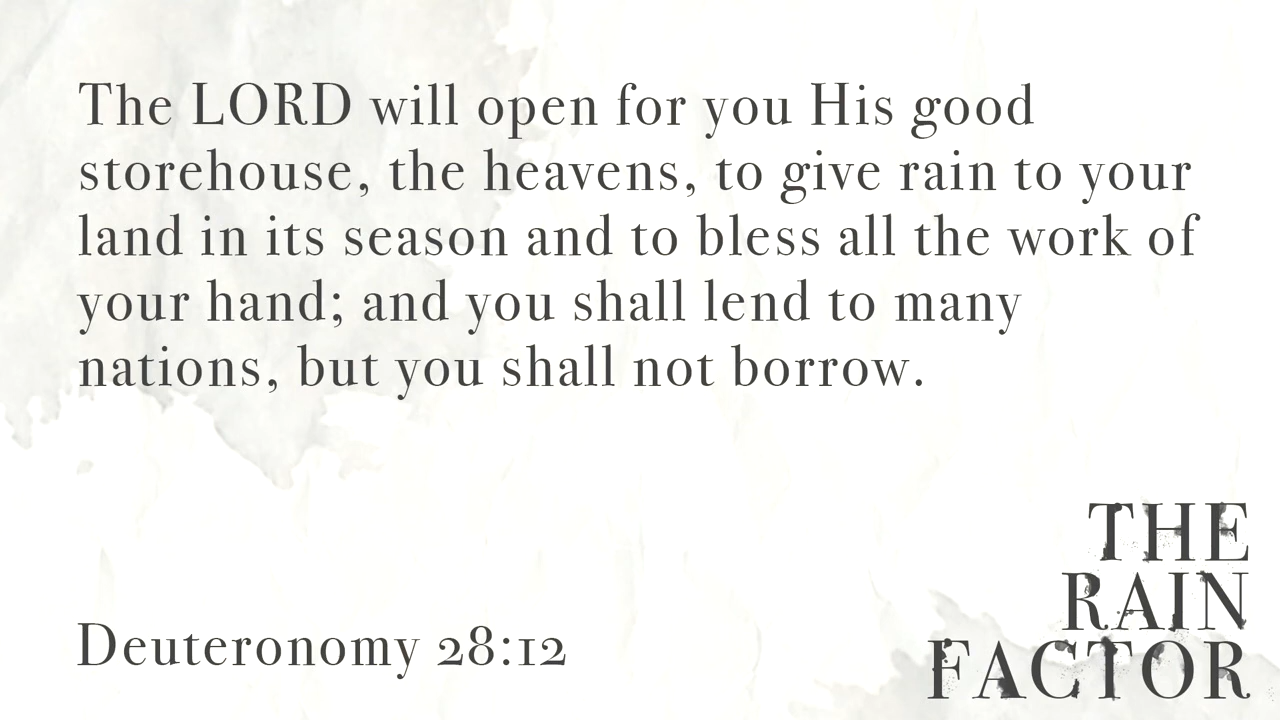 The LORD will open for you His good
storehouse, the heavens, to give rain to your
land in its season and to bless all the work of
your hand; and you shall lend to many
nations, but you shall not borrow.
Deuteronomy 28:12
THE
RAIN
FACTOR